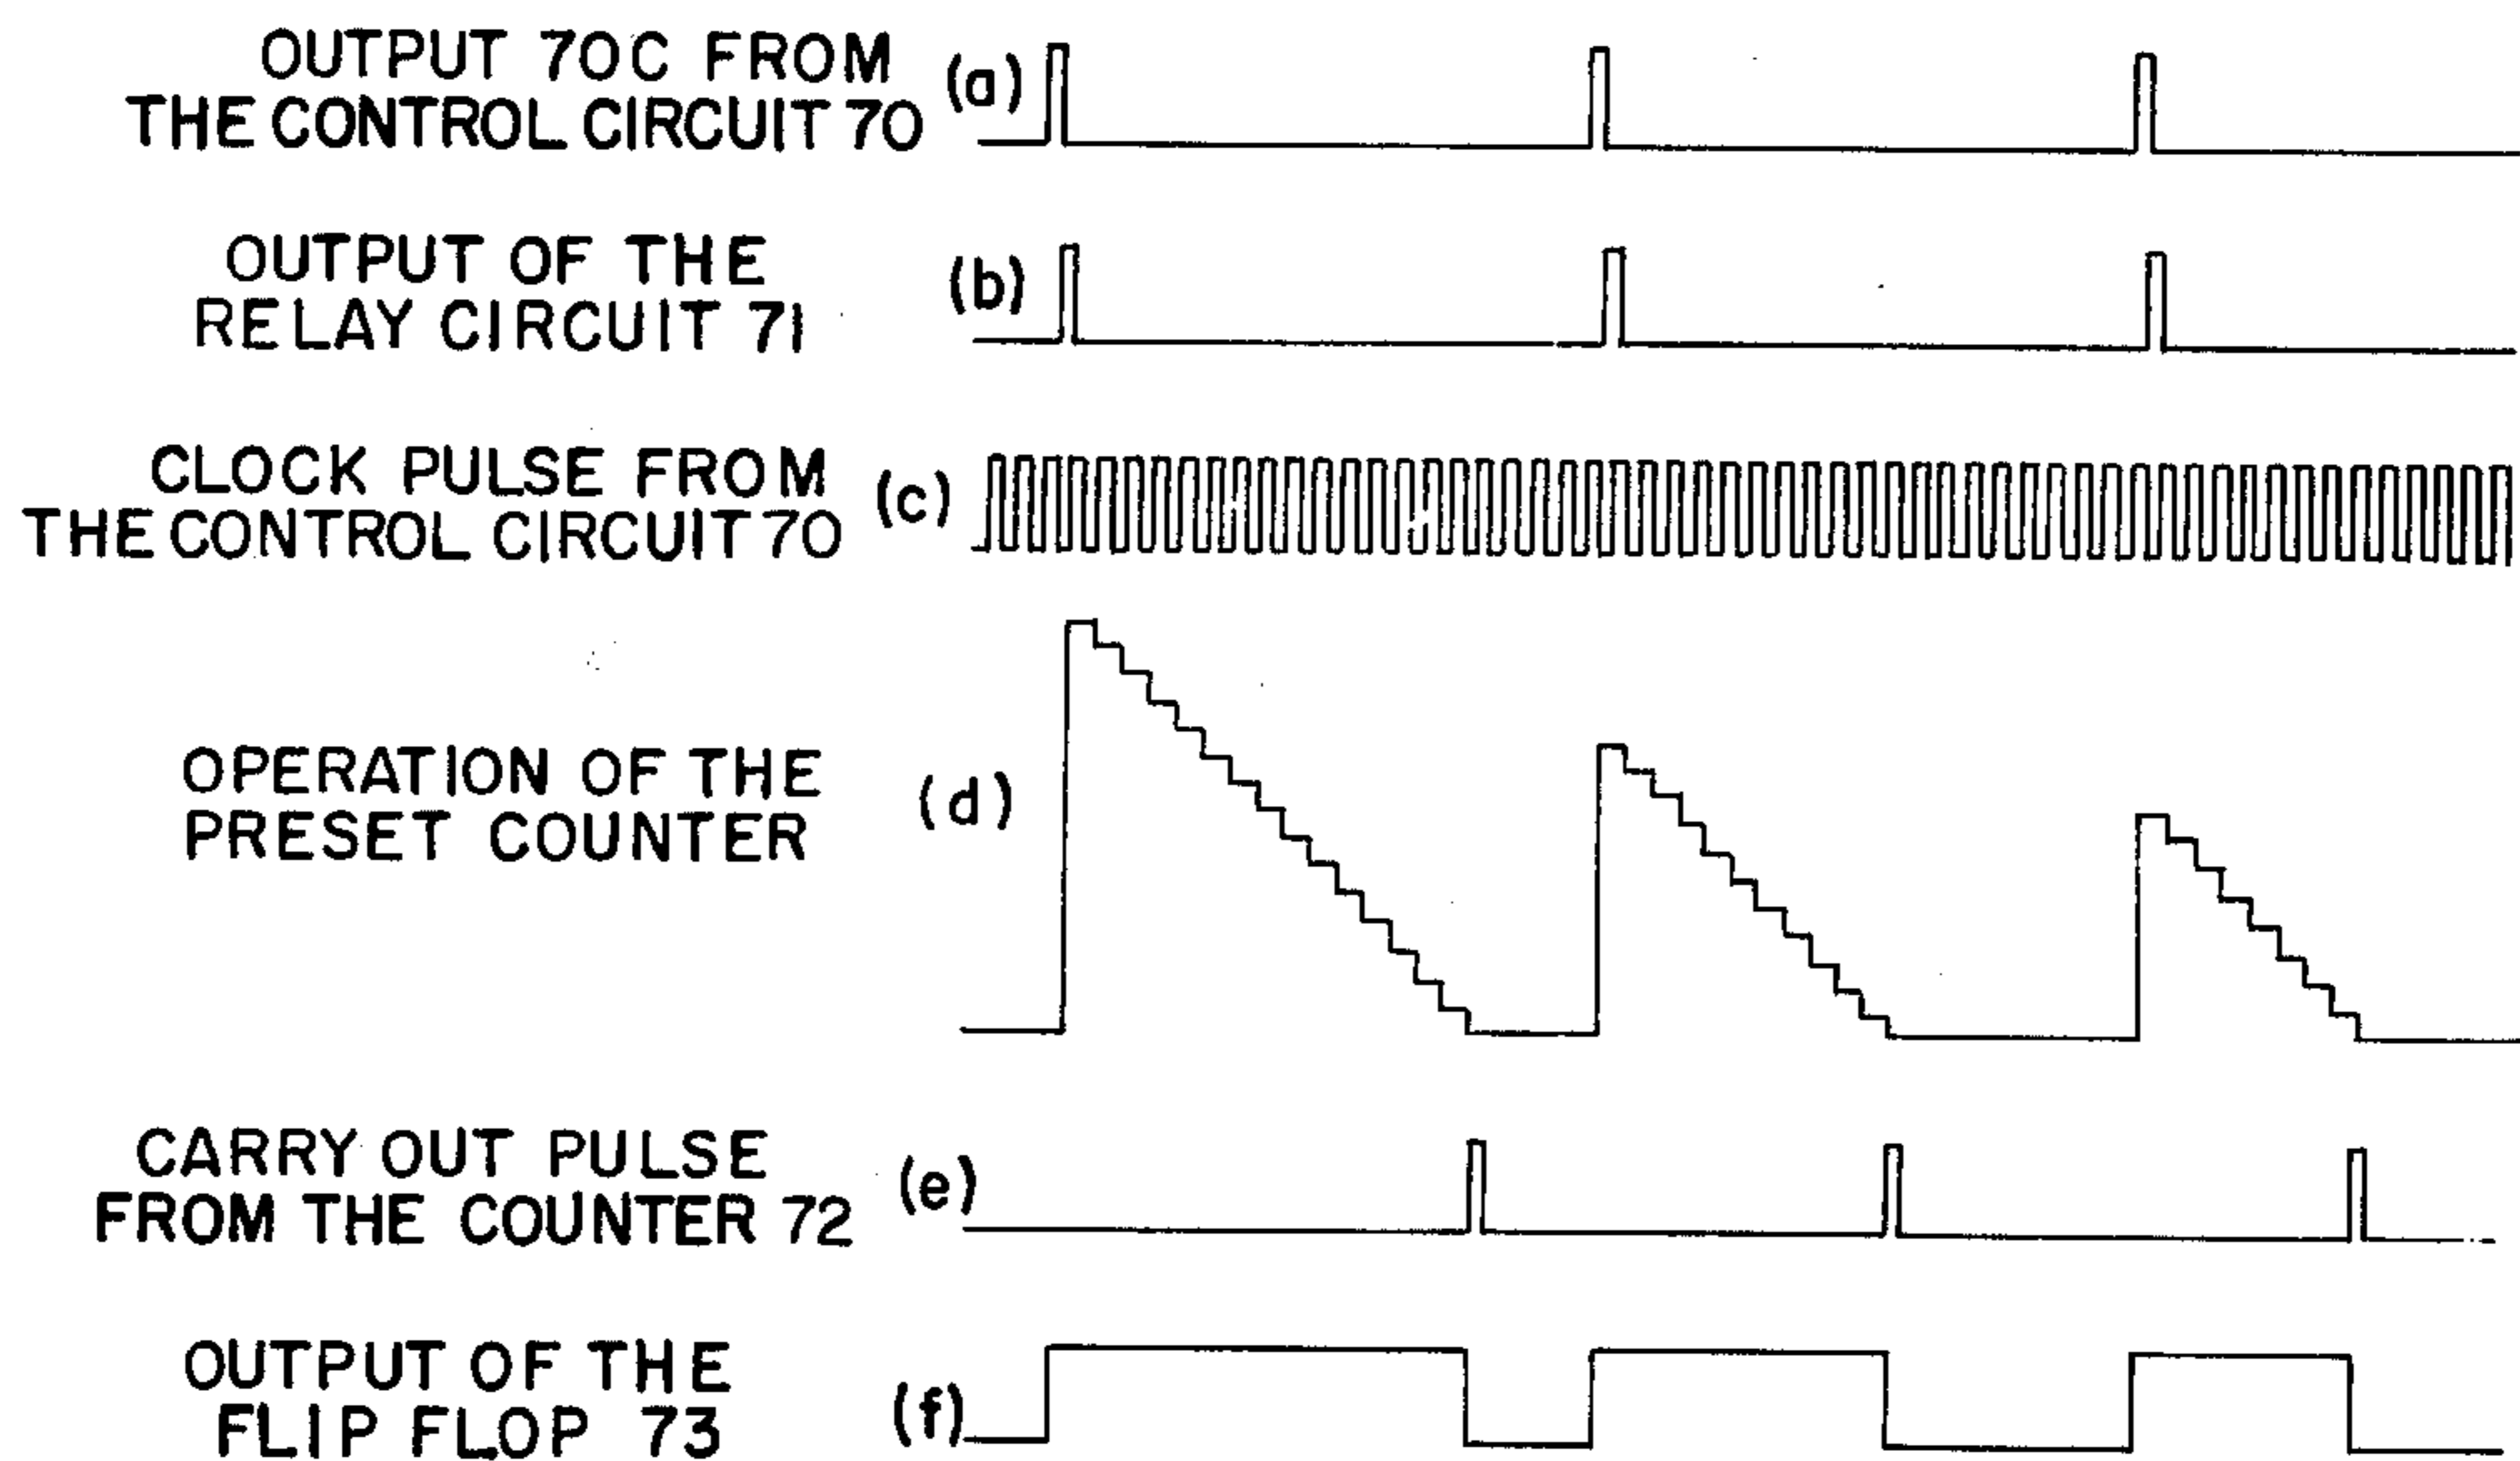 OUTPUT 70C FROM
THE CONTROL CIRCUIT 70
(a)
OUTPUT OF THE
RELAY CIRCUIT 71
(b)
CLOCK PULSE FROM
THE CONTROL CIRCUIT 70
(c)
OPERATION OF THE
PRESET COUNTER
(d)
CARRY OUT PULSE
FROM THE COUNTER 72
(e)
OUTPUT OF THE
FLIP FLOP 73
(f)